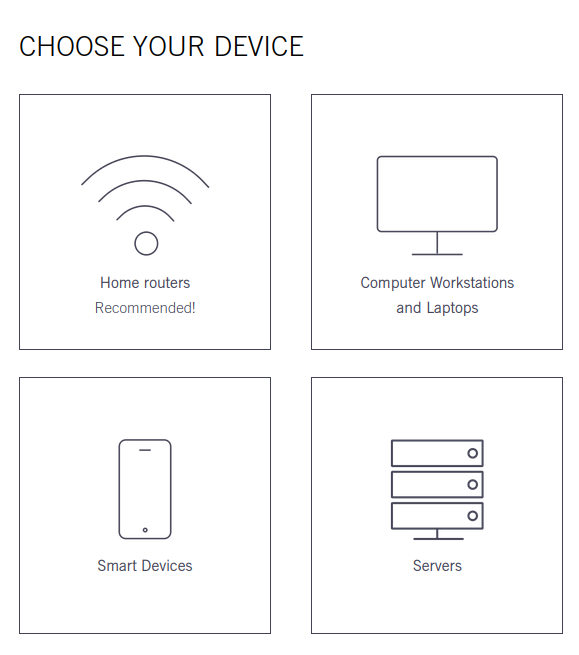 CHOOSE YOUR DEVICE
Home routers
Recommended!
Computer Workstations
and Laptops
Smart Devices
Servers